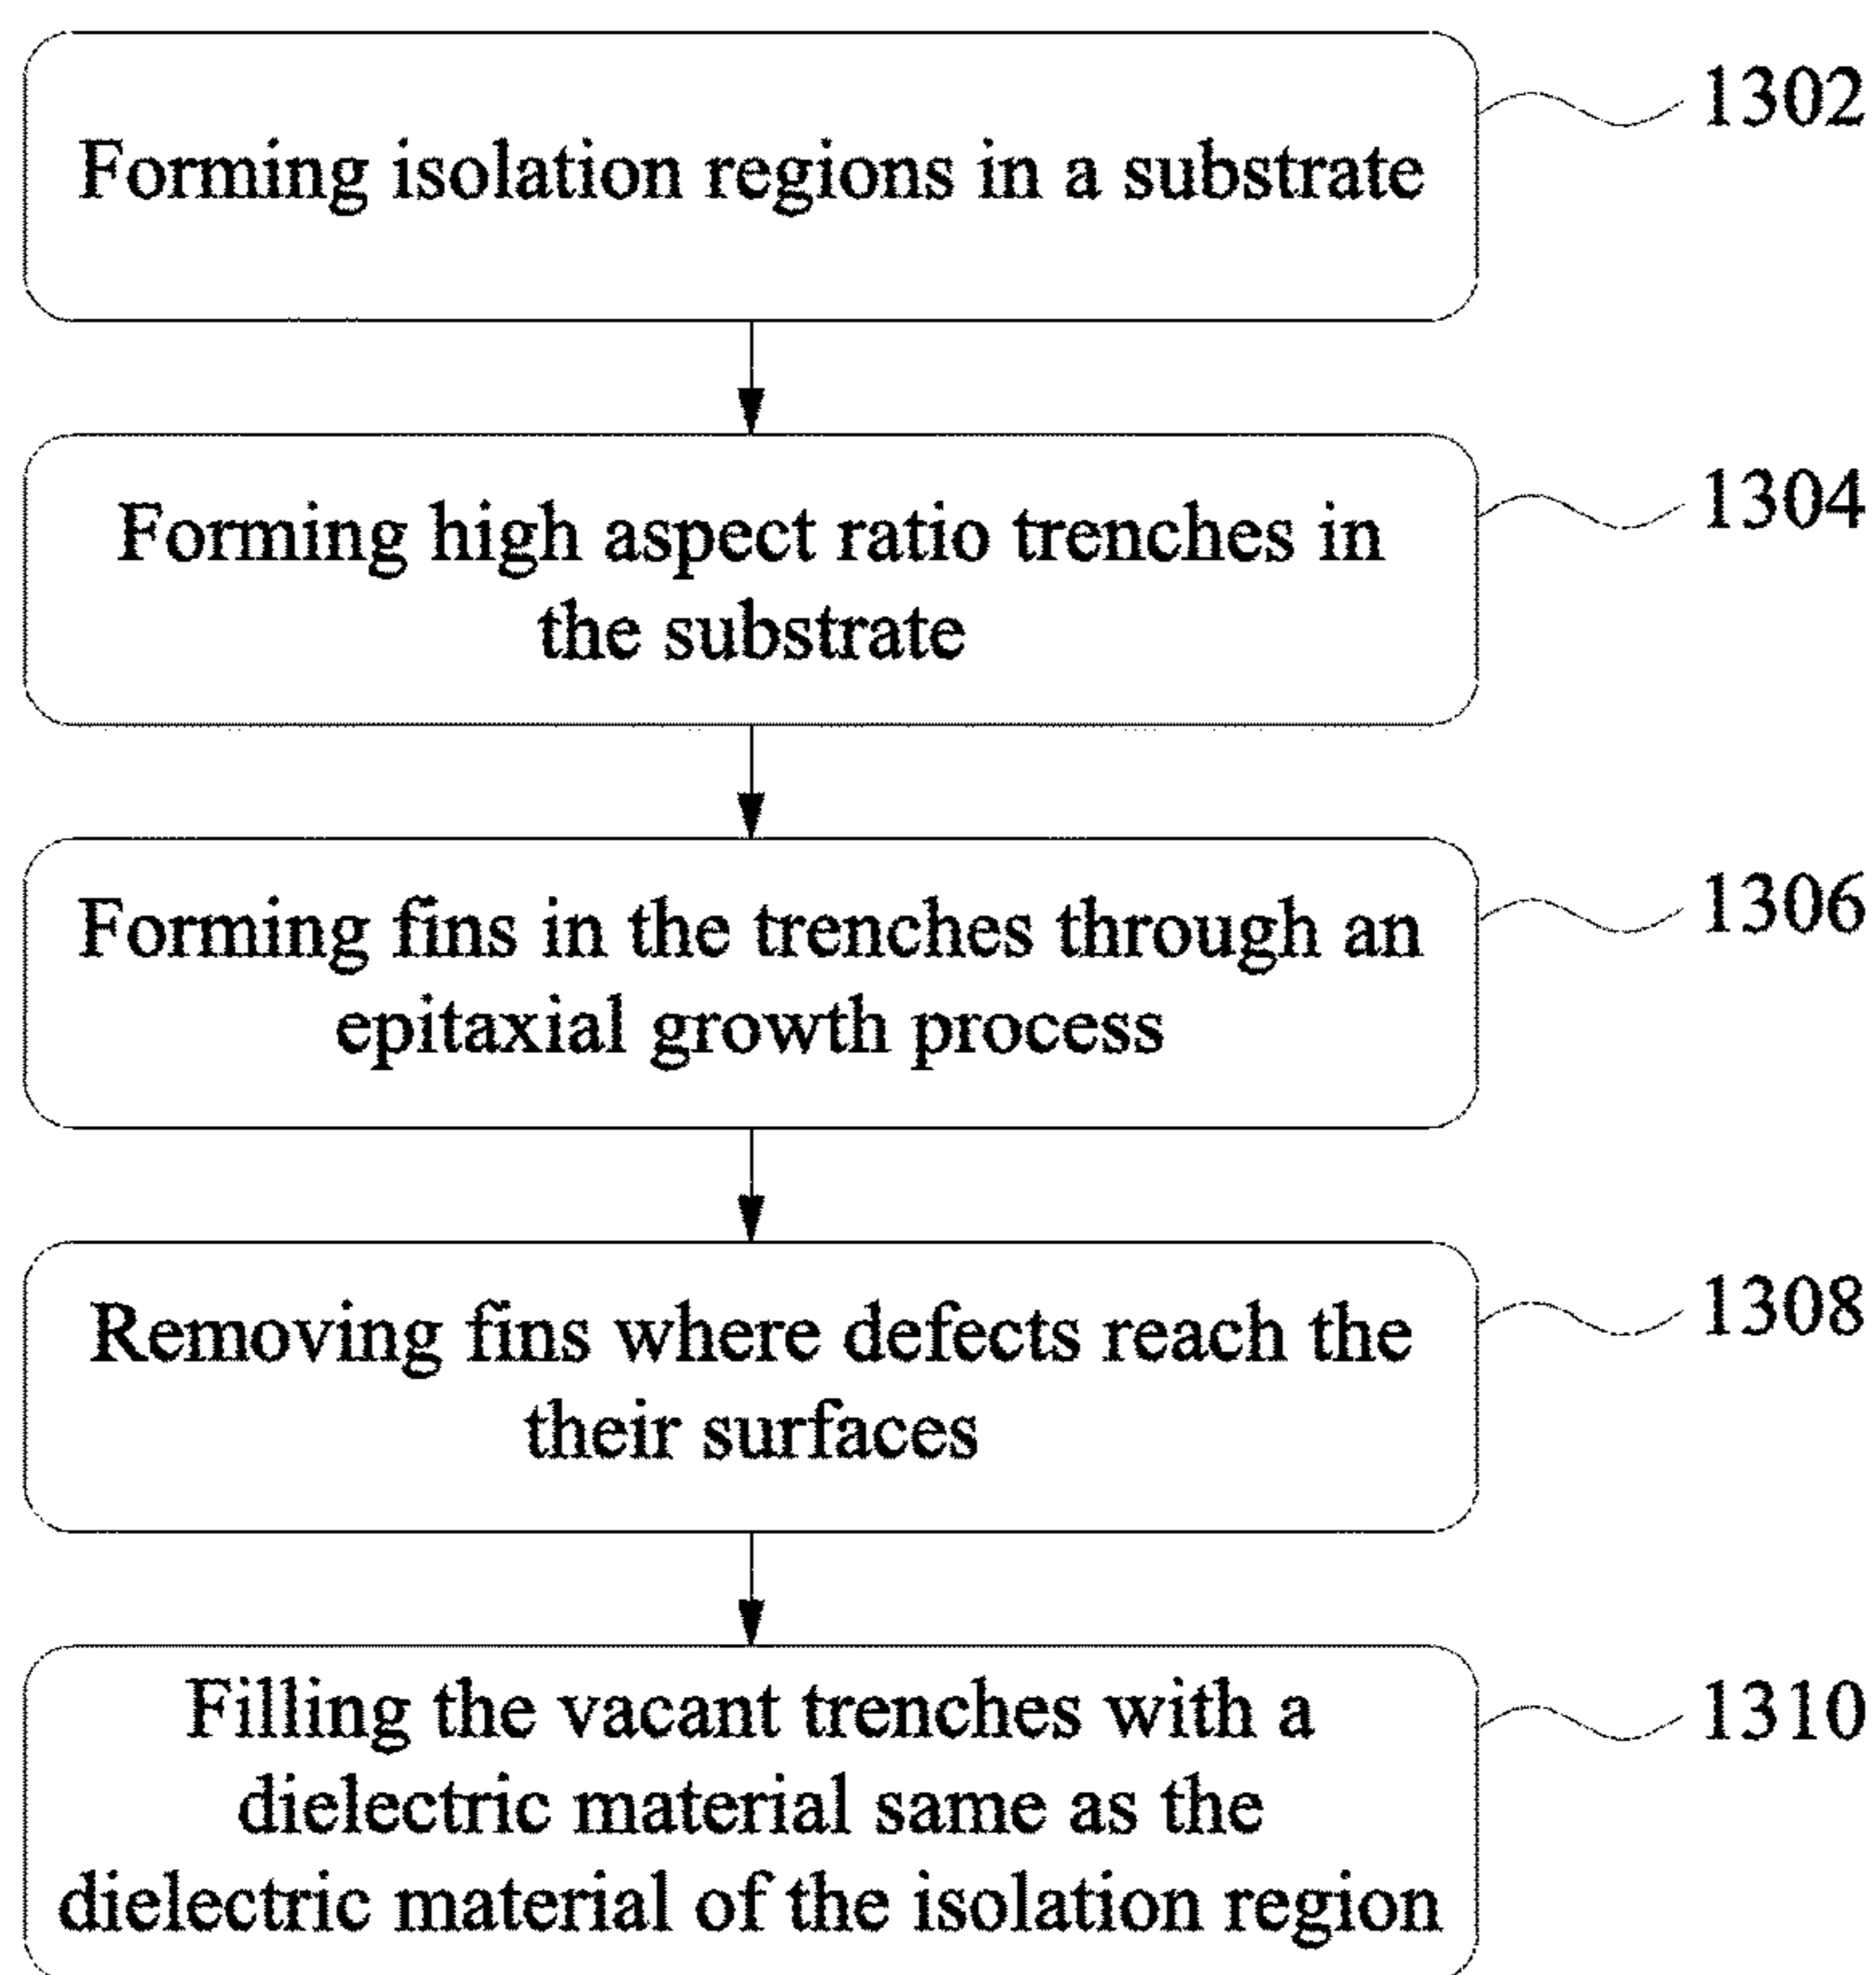 Forming isolation regions in a substrate
1302
Forming high aspect ratio trenches in
the substrate
1304
Forming fins in the trenches through an
epitaxial growth process
1306
Removing fins where defects reach the
their surfaces
1308
Filling the vacant trenches with a
dielectric material same as the
dielectric material of the isolation region
1310